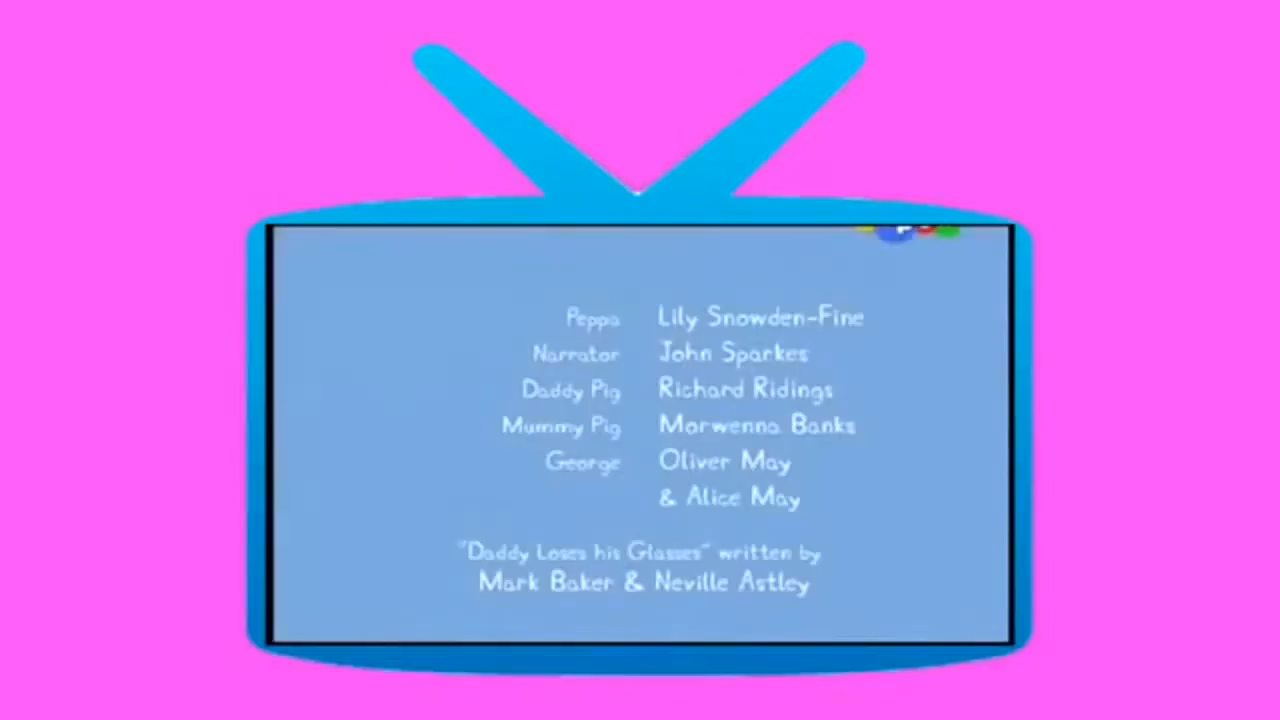 Peppa Lily Snowden-Fine
Narrator John Sparkes
Daddy Pig Richard Ridings
Mummy Pig Morwenna Banks
George Oliver May
& Alice May
"Daddy Loses his Glasses" written by
Mark Baker & Neville Astley